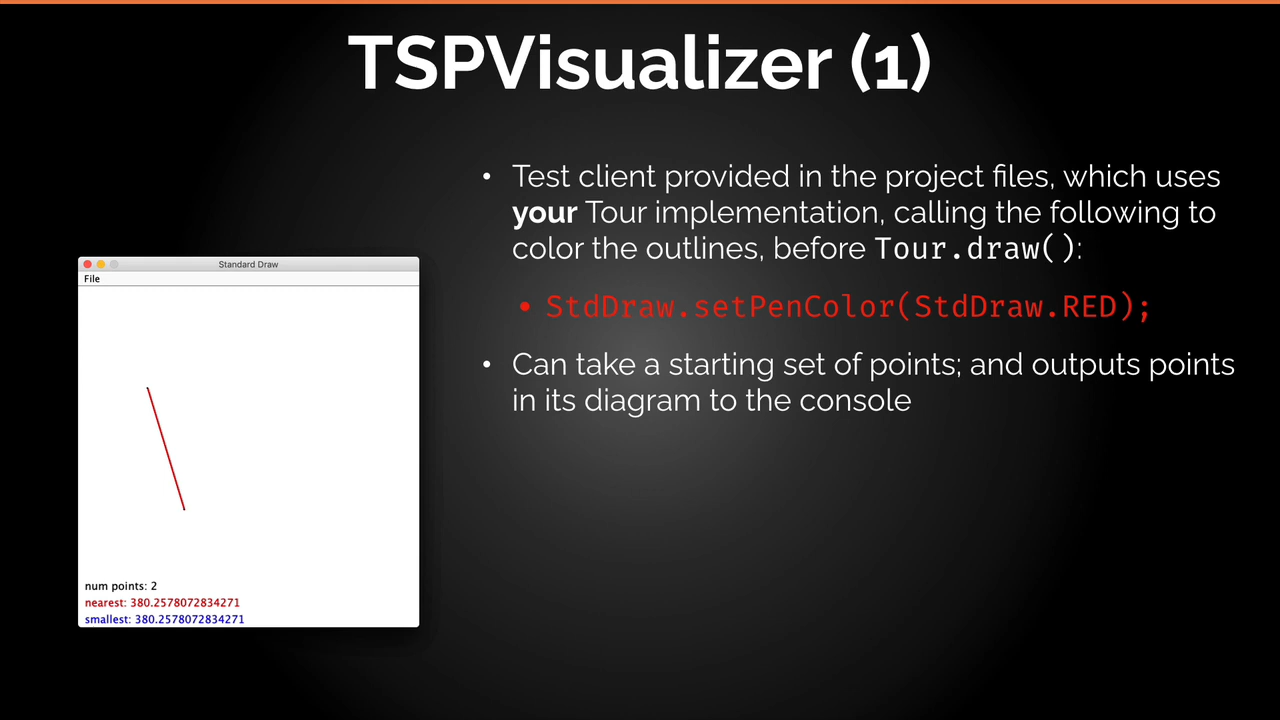 TSPVisualizer (1)
• Test client provided in the project files, which uses
your Tour implementation, calling the following to
color the outlines, before Tour.draw():
• StdDraw.setPenColor(StdDraw.RED);
• Can take a starting set of points; and outputs points
in its diagram to the console
Standard Draw
File
num points: 2
nearest: 380.2578072834271
smallest: 380.2578072834271